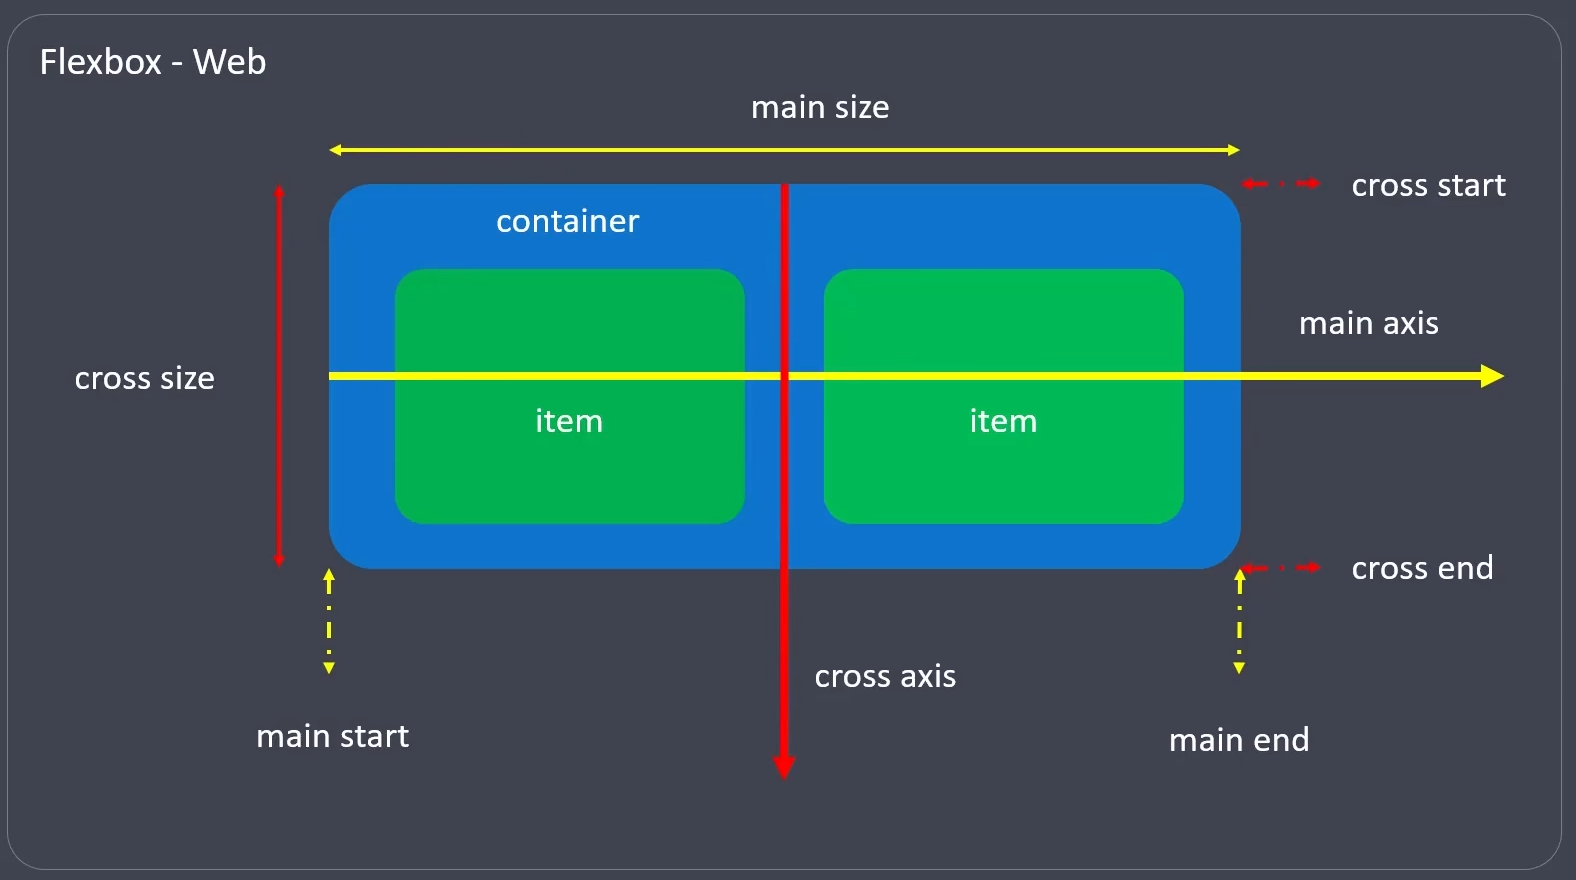 Flexbox - Web
main size
cross start
container
main axis
cross size
item
item
cross end
cross axis
main start
main end